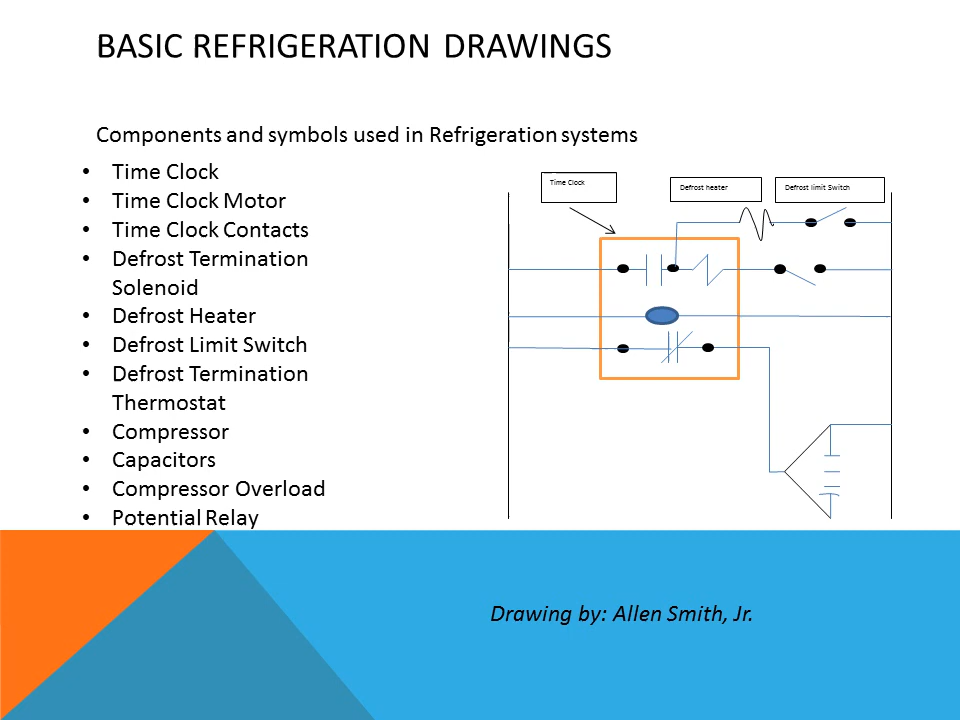 BASIC REFRIGERATION DRAWINGS
Components and symbols used in Refrigeration systems
• Time Clock
• Time Clock Motor
• Time Clock Contacts
• Defrost Termination
Solenoid
• Defrost Heater
• Defrost Limit Switch
• Defrost Termination
Thermostat
• Compressor
• Capacitors
• Compressor Overload
• Potential Relay
Time Clock
Defrost heater
Defrost limit Switch
Drawing by: Allen Smith, Jr.